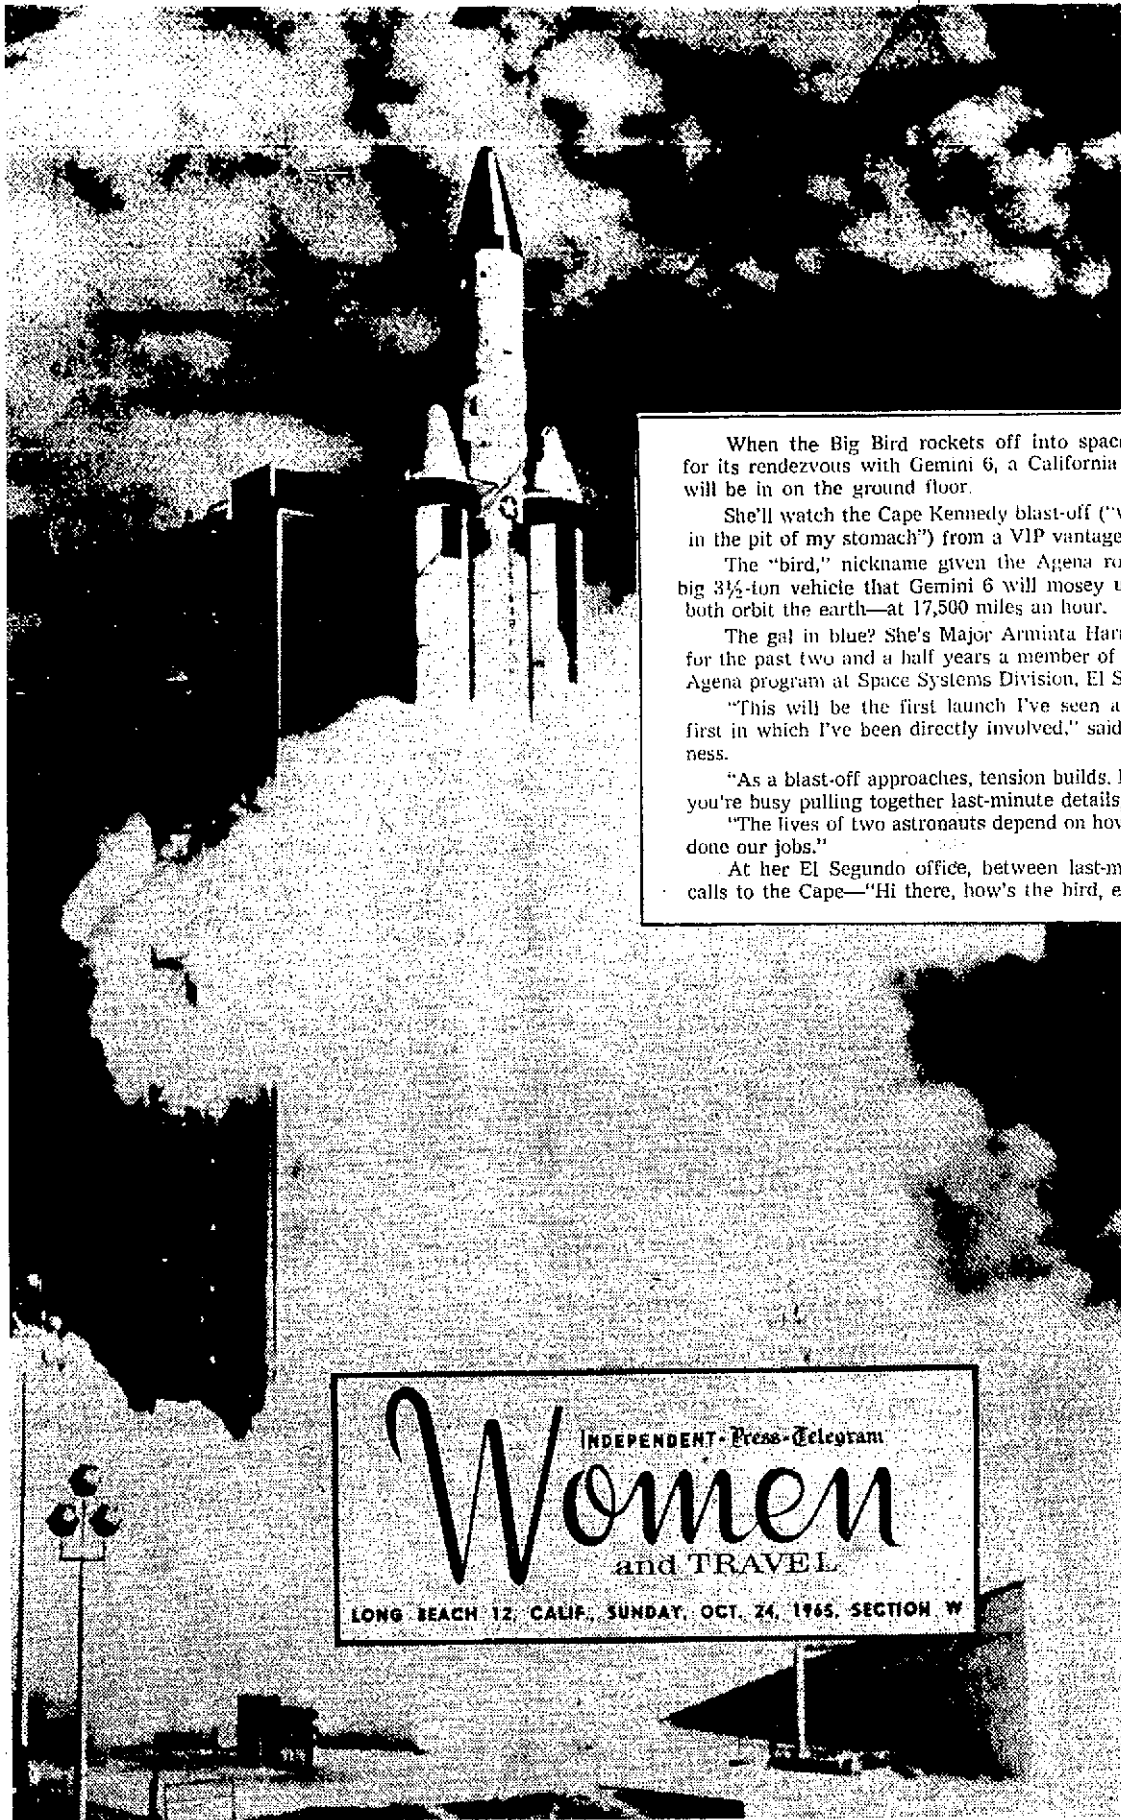 When the Big Bird rockets off into spac
for its rendezvous with Gemini 6, a California
will be in on the ground floor.
She'll watch the Cape Kennedy blast-off ("
in the pit of my stomach") from a VIP vantage
The "bird," nickname given the Agena ro
big 3½-ton vehicle that Gemini 6 will mosey u
both orbit the earth—at 17,500 miles an hour.
The gal in blue? She's Major Arminta Har
for the past two and a half years a member of
Agena program at Space Systems Division, El S
"This will be the first launch I've seen a
first in which I've been directly involved," said
ness.
"As a blast-off approaches, tension builds.
you're busy pulling together last-minute details
"The lives of two astronauts depend on how
done our jobs."
At her El Segundo office, between last-m
calls to the Cape—"Hi there, how's the bird, e
INDEPENDENT-Press-Telegram
Women
and TRAVEL
LONG BEACH 12, CALIF., SUNDAY, OCT. 24, 1965, SECTION W